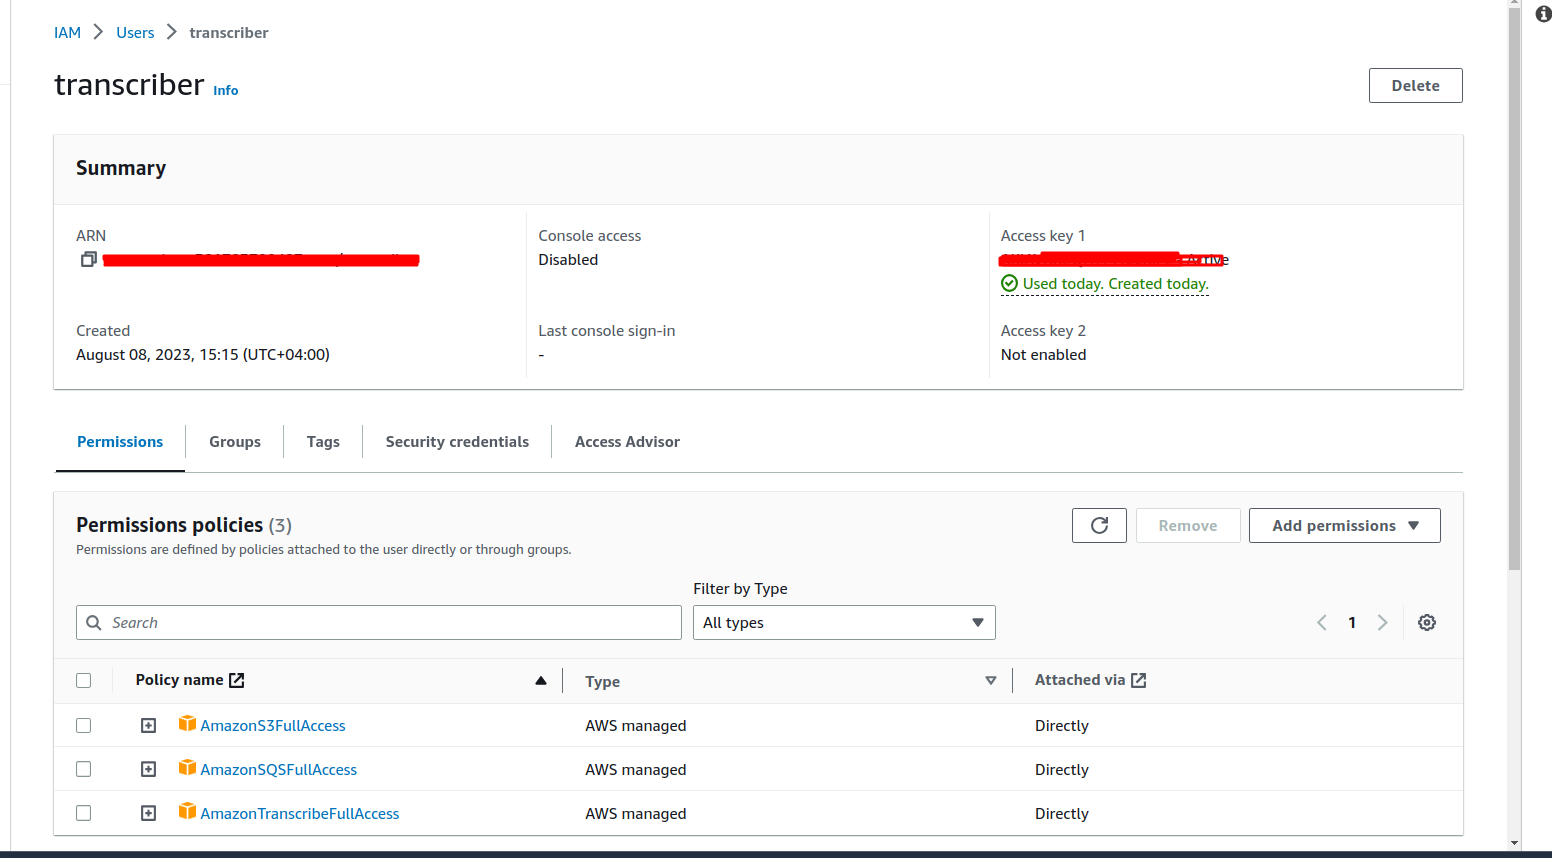 IAM > Users > transcriber
transcriber Info
Delete
Summary
ARN
Created
August 08, 2023, 15:15 (UTC+04:00)
Console access
Disabled
Last console sign-in
-
Access key 1
Active
Used today. Created today.
Access key 2
Not enabled
Permissions
Groups
Tags
Security credentials
Access Advisor
Permissions policies (3)
Permissions are defined by policies attached to the user directly or through groups.
Remove
Add permissions
Filter by Type
Search
All types
1
Policy name
Type
Attached via
AmazonS3FullAccess AWS managed Directly
AmazonSQSFullAccess AWS managed Directly
AmazonTranscribeFullAccess AWS managed Directly